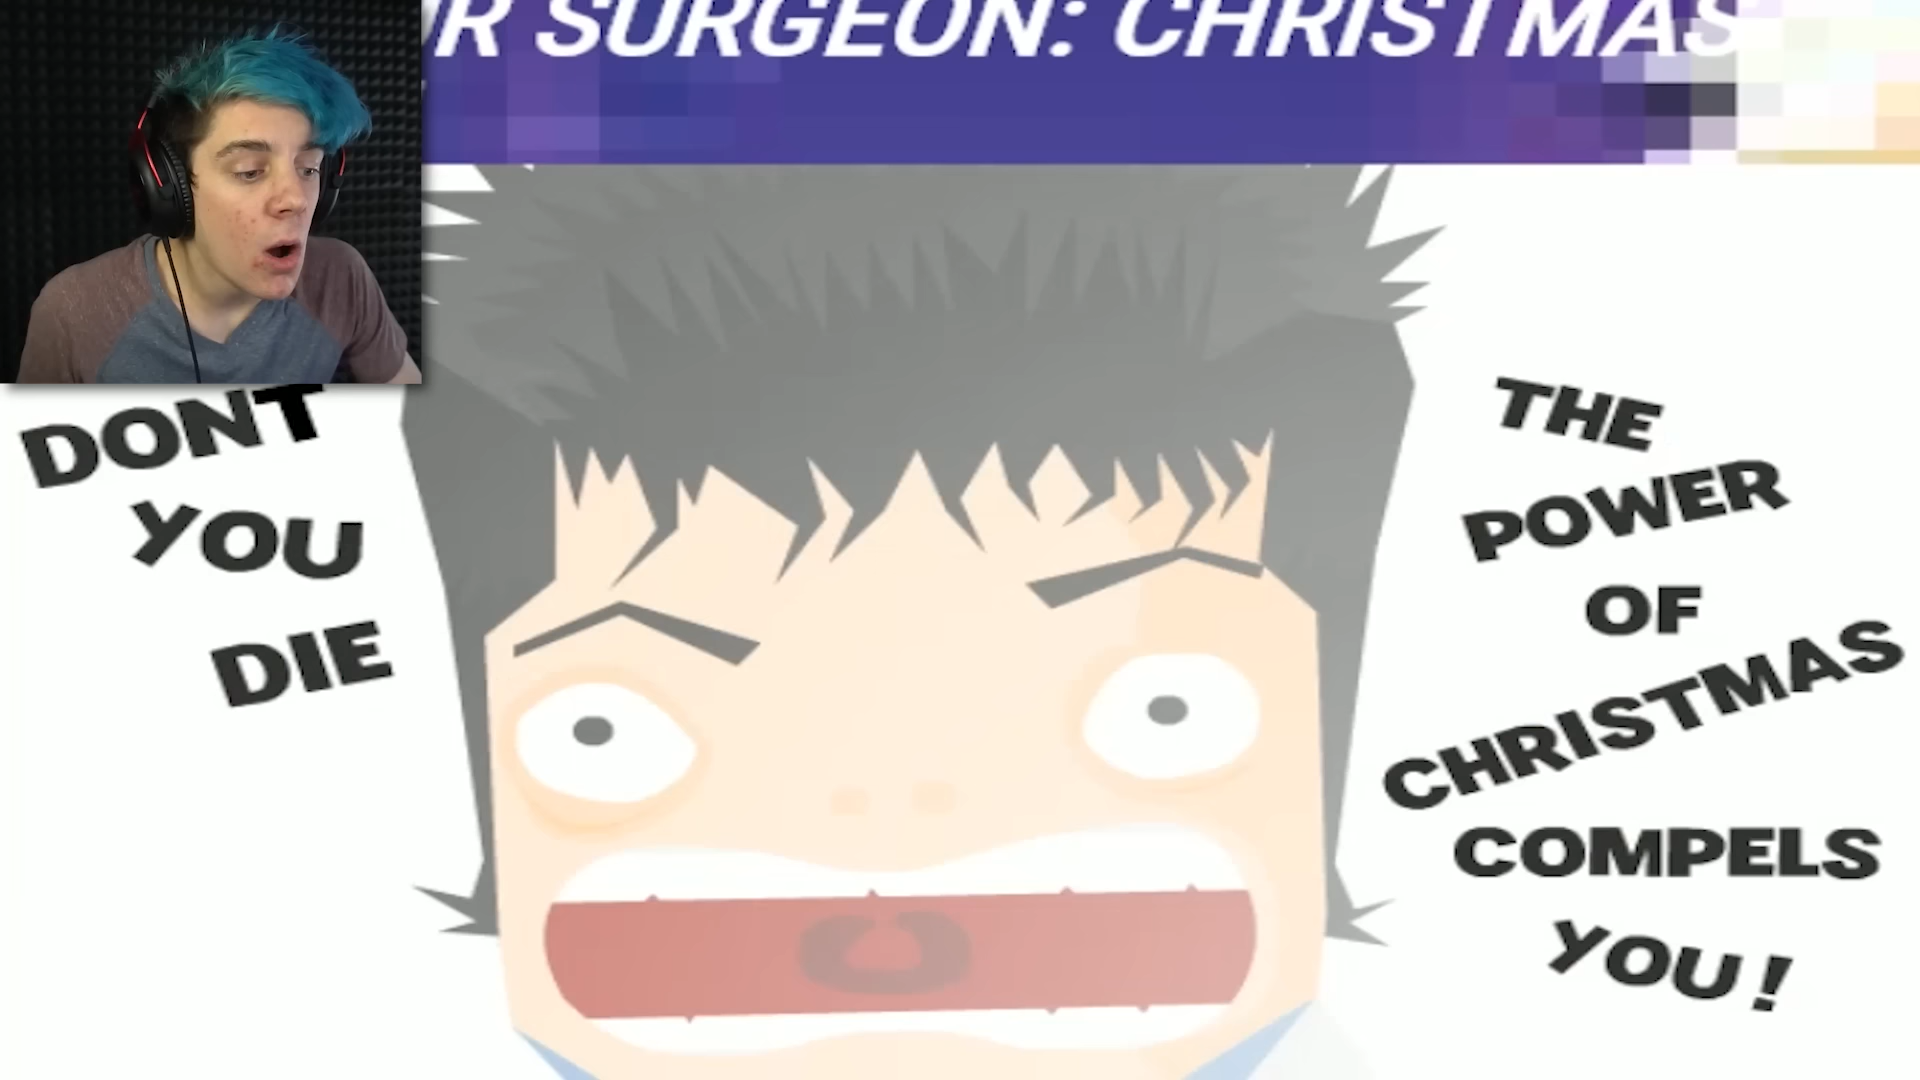 R SURGEON: CHRISTMAS
DONT
YOU
DIE
THE
POWER
OF
CHRISTMAS
COMPELS
YOU!